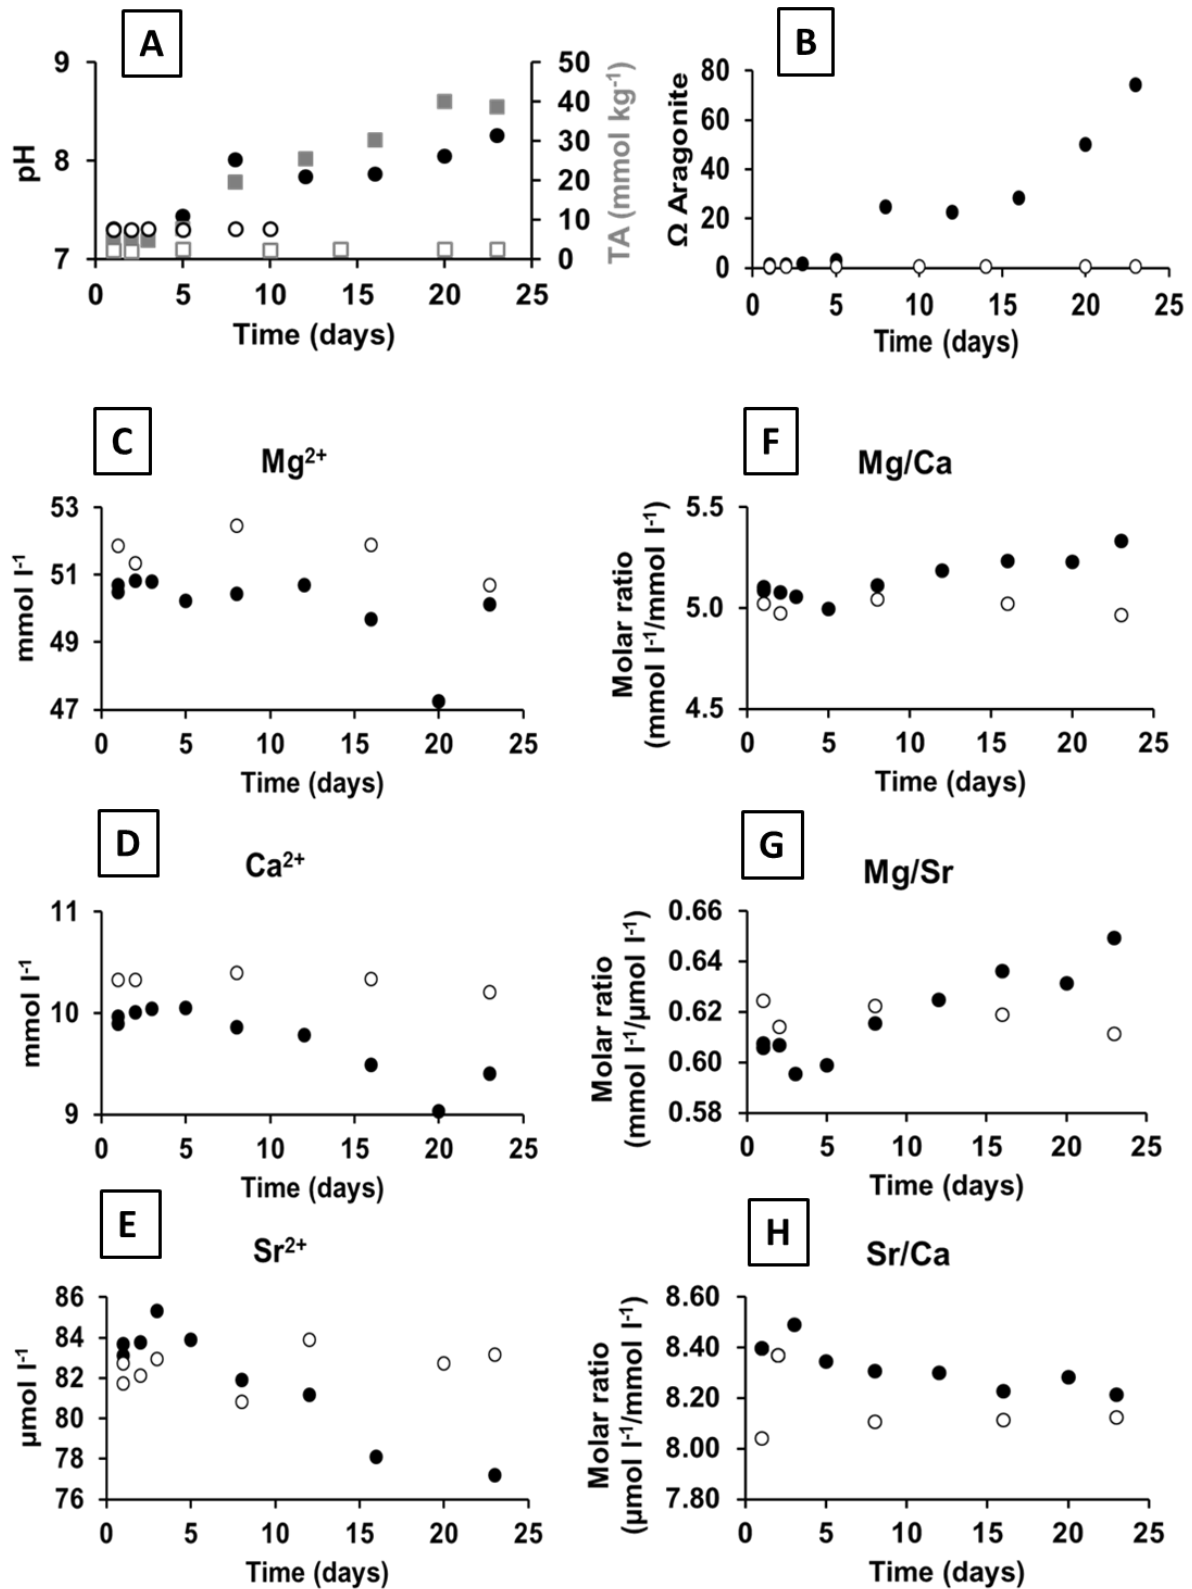 A
9
8
7
pH
50
40
30
20
10
0
TA (mmol kg-1)
0 5 10 15 20 25
Time (days)
B
80
60
40
20
0
Ω Aragonite
0 5 10 15 20 25
Time (days)
C
Mg2+
53
51
49
47
mmol l-1
0 5 10 15 20 25
Time (days)
F
Mg/Ca
5.5
5.0
4.5
Molar ratio
(mmol l-1/mmol l-1)
0 5 10 15 20 25
Time (days)
D
Ca2+
11
10
9
mmol l-1
0 5 10 15 20 25
Time (days)
G
Mg/Sr
0.66
0.64
0.62
0.60
0.58
Molar ratio
(mmol l-1/µmol l-1)
0 5 10 15 20 25
Time (days)
E
Sr2+
86
84
82
80
78
76
µmol l-1
0 5 10 15 20 25
Time (days)
H
Sr/Ca
8.60
8.40
8.20
8.00
7.80
Molar ratio
(µmol l-1/mmol l-1)
0 5 10 15 20 25
Time (days)